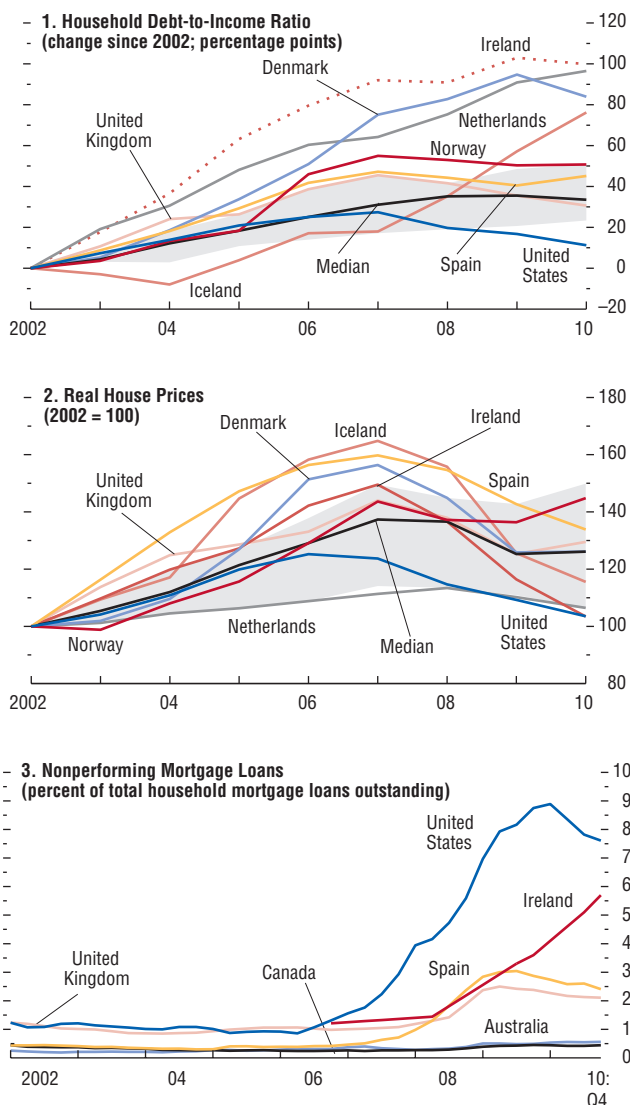 1. Household Debt-to-Income Ratio
(change since 2002; percentage points)
120
100
80
60
40
20
0
–20
Ireland
Denmark
United
Kingdom
Netherlands
Norway
Median
Spain
United
States
Iceland
2002
04
06
08
10
2. Real House Prices
(2002 = 100)
180
160
140
120
100
80
Denmark
Iceland
Ireland
United
Kingdom
Spain
Norway
Netherlands
Median
United
States
2002
04
06
08
10
3. Nonperforming Mortgage Loans
(percent of total household mortgage loans outstanding)
10
9
8
7
6
5
4
3
2
1
0
United
States
Ireland
United
Kingdom
Canada
Spain
Australia
2002
04
06
08
10:
04